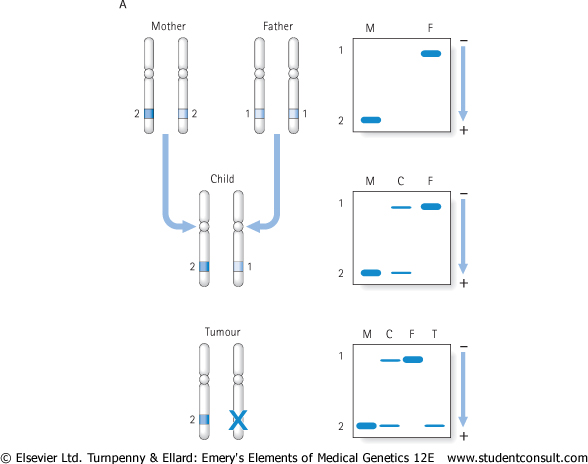 A
Mother Father
2 2 1 1
M F
1
2
−
+
Child
2 1
M C F
1
2
−
+
Tumour
2 X
M C F T
1
2
−
+
© Elsevier Ltd. Turnpenny & Ellard: Emery's Elements of Medical Genetics 12E www.studentconsult.com